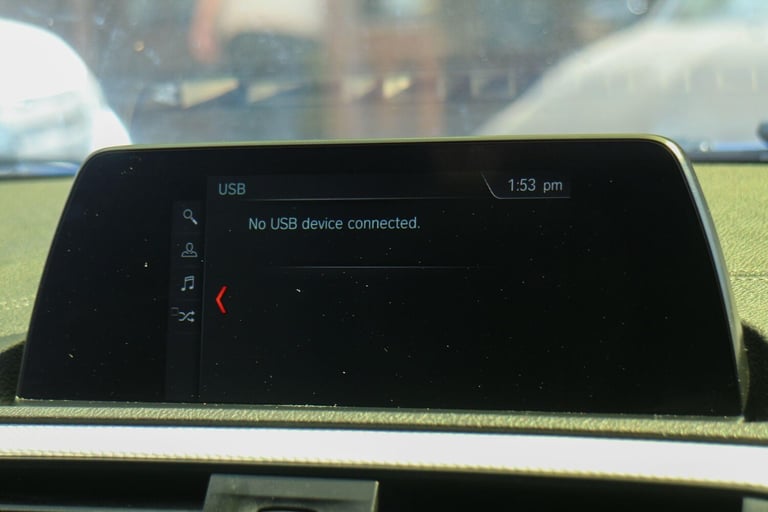 USB
1:53 pm
No USB device connected.